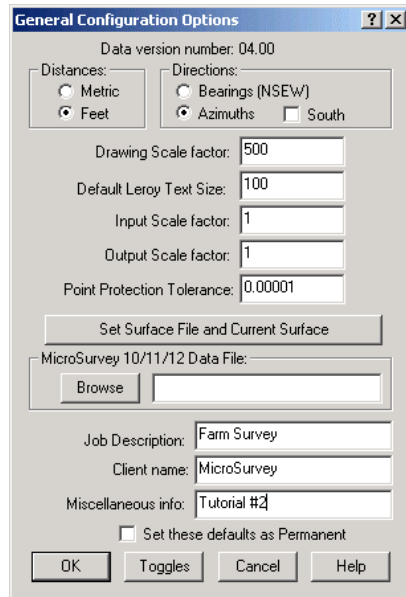 General Configuration Options
Data version number: 04.00
Distances:
Metric
Feet
Directions:
Bearings (NSEW)
Azimuths South
Drawing Scale factor: 500
Default Leroy Text Size: 100
Input Scale factor: 1
Output Scale factor: 1
Point Protection Tolerance: 0.00001
Set Surface File and Current Surface
MicroSurvey 10/11/12 Data File:
Browse
Job Description: Farm Survey
Client name: MicroSurvey
Miscellaneous info: Tutorial #2
Set these defaults as Permanent
OK Toggles Cancel Help